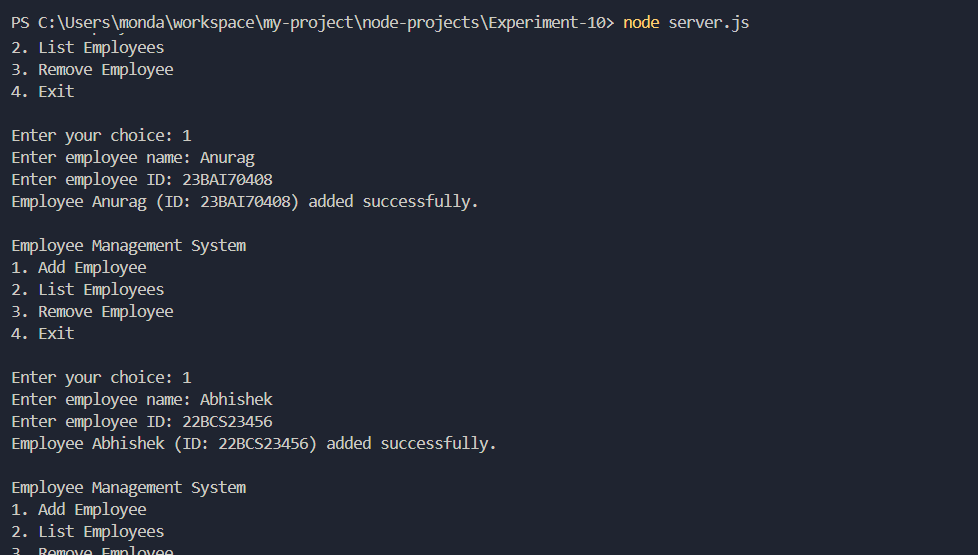 PS C:\Users\monda\workspace\my-project\node-projects\Experiment-10> node server.js
2. List Employees
3. Remove Employee
4. Exit
Enter your choice: 1
Enter employee name: Anurag
Enter employee ID: 23BAI70408
Employee Anurag (ID: 23BAI70408) added successfully.
Employee Management System
1. Add Employee
2. List Employees
3. Remove Employee
4. Exit
Enter your choice: 1
Enter employee name: Abhishek
Enter employee ID: 22BCS23456
Employee Abhishek (ID: 22BCS23456) added successfully.
Employee Management System
1. Add Employee
2. List Employees
3. Remove Employee